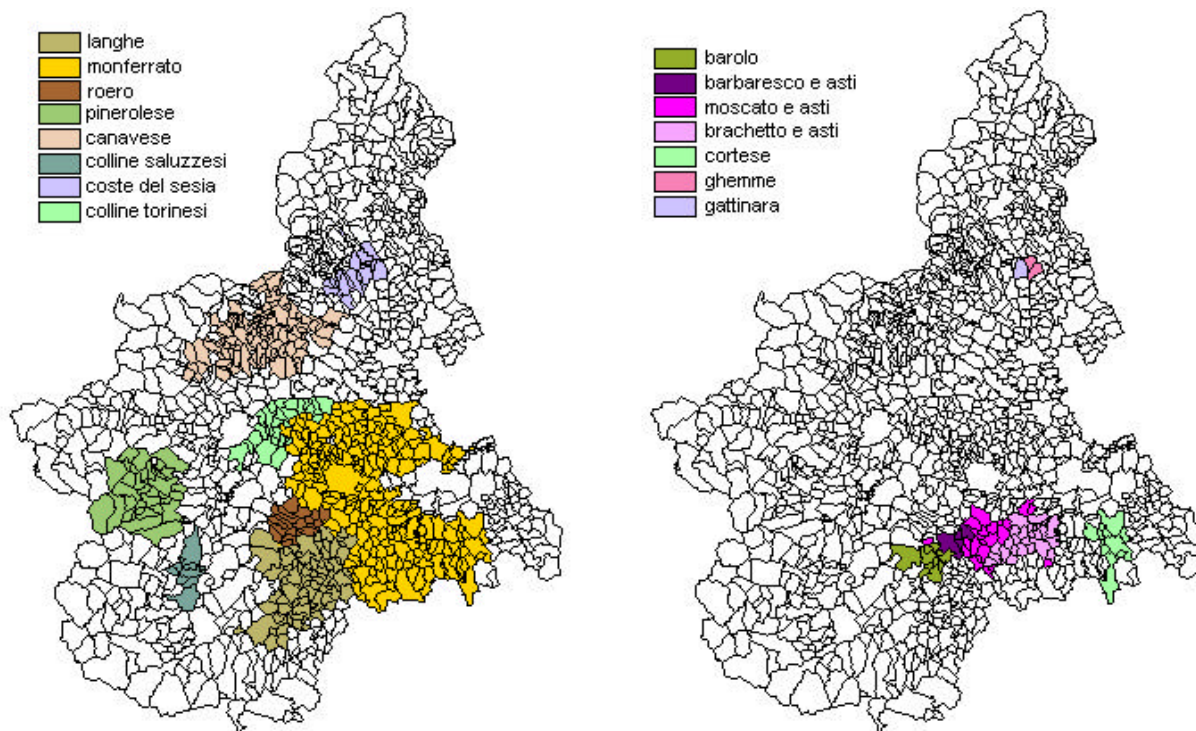 langhe
monferrato
roero
pinerolese
canavese
colline saluzzesi
coste del sesia
colline torinesi
barolo
barbaresco e asti
moscato e asti
brachetto e asti
cortese
ghemme
gattinara